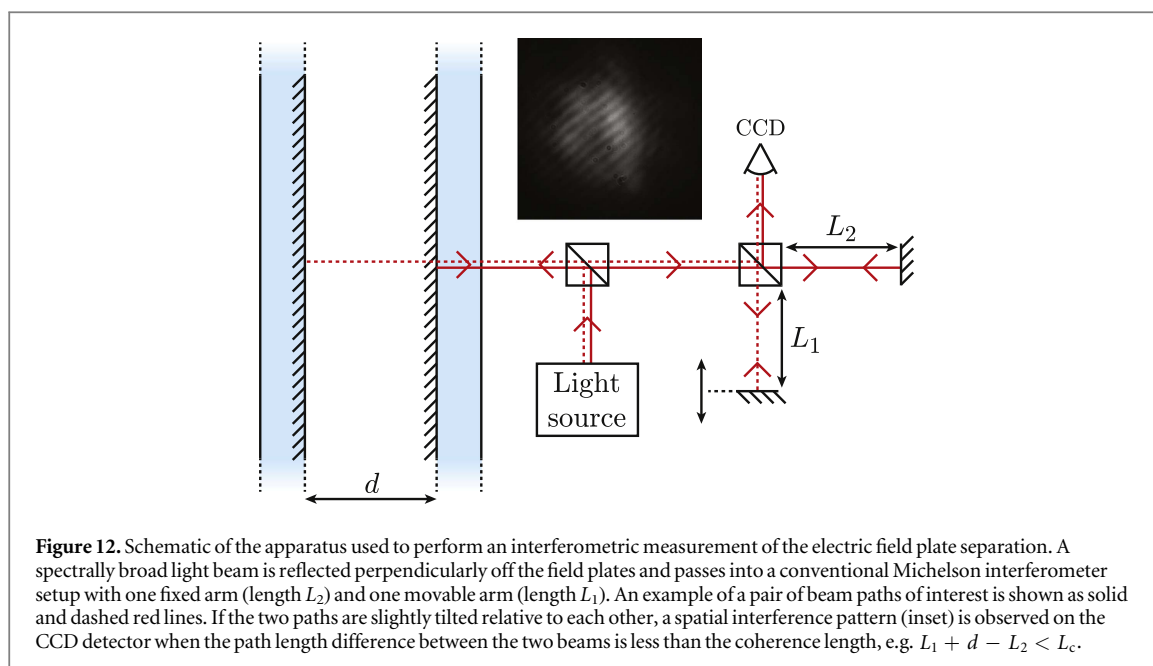 CCD
L₂
L₁
Light
source
d
Figure 12. Schematic of the apparatus used to perform an interferometric measurement of the electric field plate separation. A
spectrally broad light beam is reflected perpendicularly off the field plates and passes into a conventional Michelson interferometer
setup with one fixed arm (length L₂) and one movable arm (length L₁). An example of a pair of beam paths of interest is shown as solid
and dashed red lines. If the two paths are slightly tilted relative to each other, a spatial interference pattern (inset) is observed on the
CCD detector when the path length difference between the two beams is less than the coherence length, e.g. L₁ + d − L₂ < L_c.